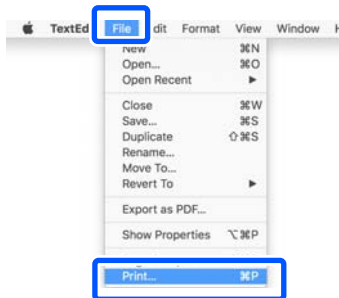 TextEd File dit Format View Window H
New ⌘N
Open... ⌘O
Open Recent ▶
Close ⌘W
Save... ⌘S
Duplicate ⇧⌘S
Rename...
Move To...
Revert To ▶
Export as PDF...
Show Properties ⌥⌘P
Print... ⌘P